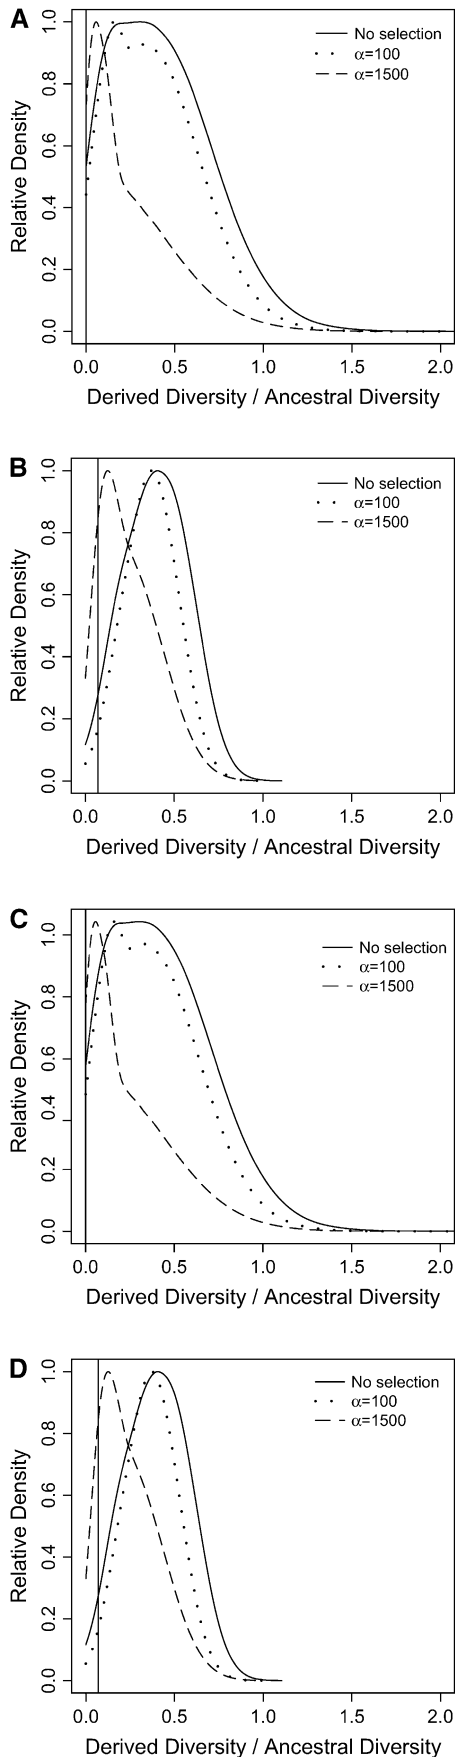 A
Relative Density
1.0
0.8
0.6
0.4
0.2
0.0
No selection
α=100
α=1500
0.0 0.5 1.0 1.5 2.0
Derived Diversity / Ancestral Diversity
B
Relative Density
1.0
0.8
0.6
0.4
0.2
0.0
No selection
α=100
α=1500
0.0 0.5 1.0 1.5 2.0
Derived Diversity / Ancestral Diversity
C
Relative Density
1.0
0.8
0.6
0.4
0.2
0.0
No selection
α=100
α=1500
0.0 0.5 1.0 1.5 2.0
Derived Diversity / Ancestral Diversity
D
Relative Density
1.0
0.8
0.6
0.4
0.2
0.0
No selection
α=100
α=1500
0.0 0.5 1.0 1.5 2.0
Derived Diversity / Ancestral Diversity